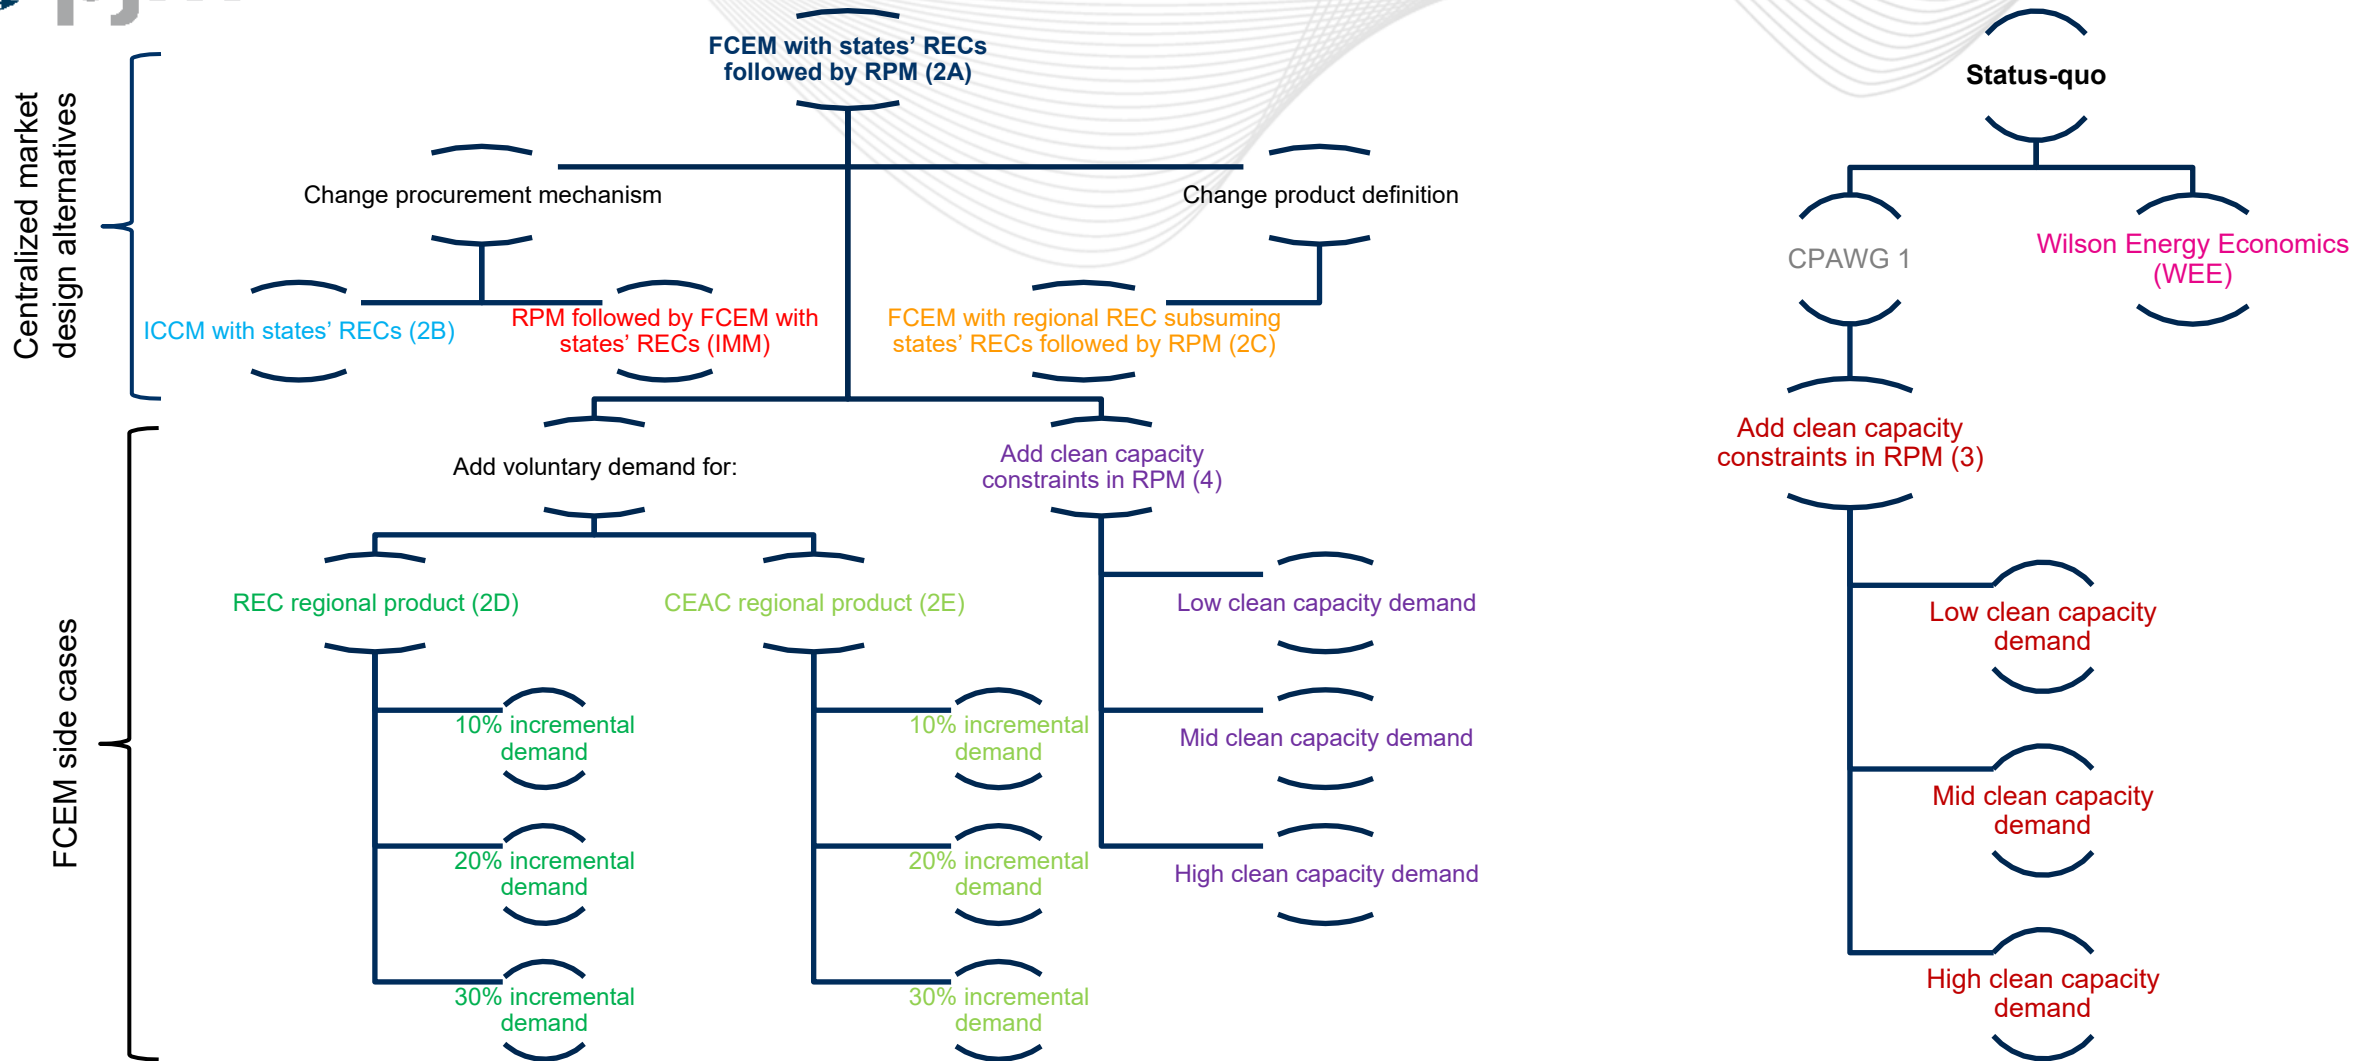 FCEM with states’ RECs
followed by RPM (2A)
Status-quo
Centralized market
design alternatives
Change procurement mechanism
Change product definition
CPAWG 1
Wilson Energy Economics
(WEE)
ICCM with states’ RECs (2B)
RPM followed by FCEM with
states’ RECs (IMM)
FCEM with regional REC subsuming
states’ RECs followed by RPM (2C)
Add clean capacity
constraints in RPM (3)
FCEM side cases
Add voluntary demand for:
Add clean capacity
constraints in RPM (4)
REC regional product (2D)
CEAC regional product (2E)
Low clean capacity demand
Low clean capacity
demand
10% incremental
demand
10% incremental
demand
Mid clean capacity demand
Mid clean capacity
demand
20% incremental
demand
20% incremental
demand
High clean capacity demand
High clean capacity
demand
30% incremental
demand
30% incremental
demand